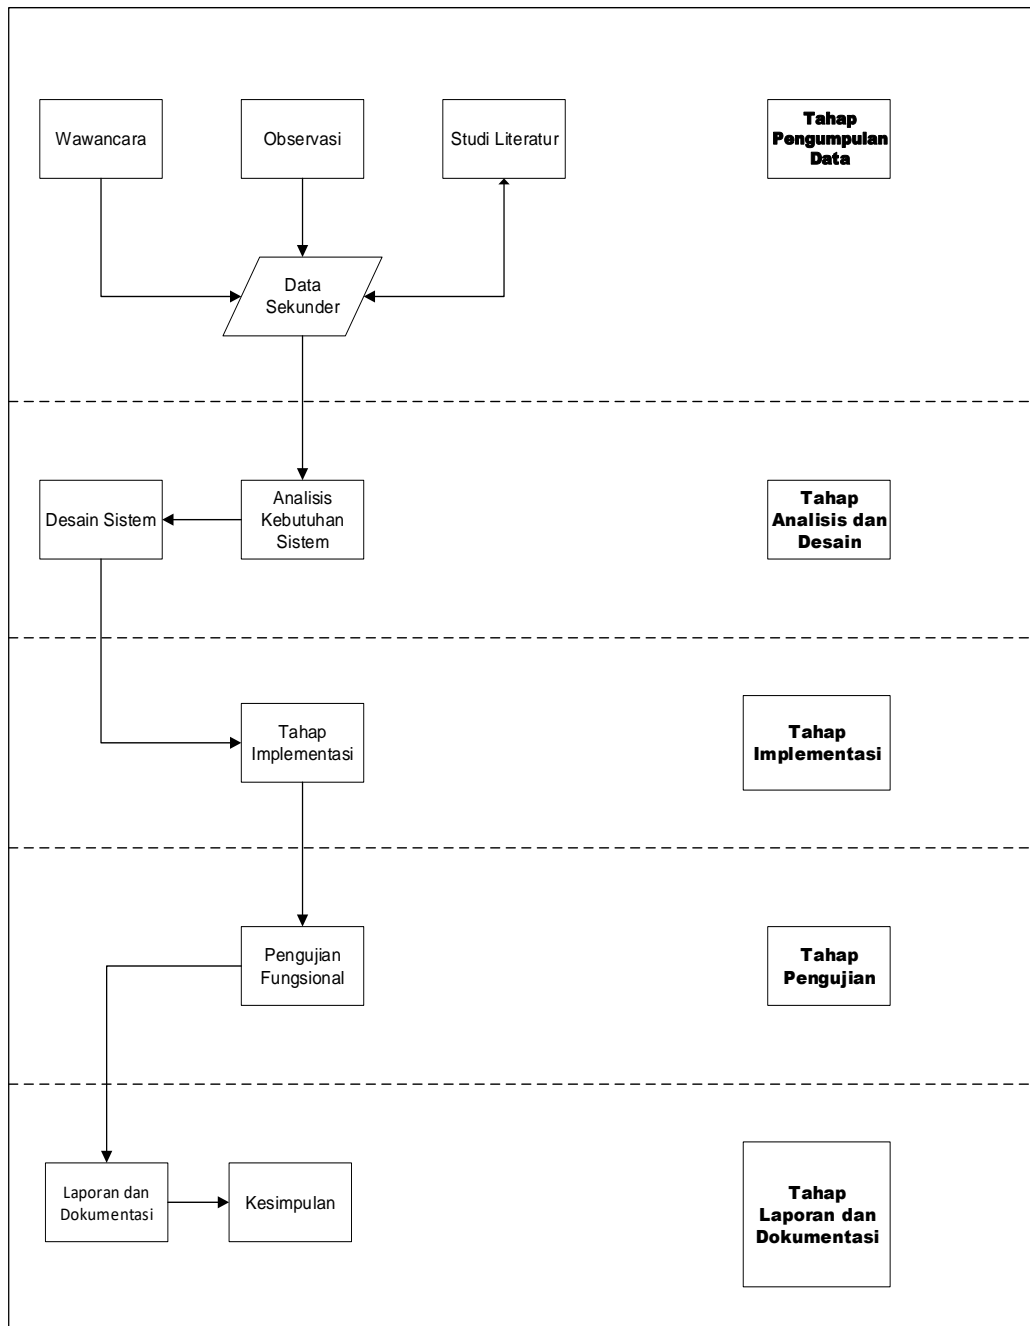 Wawancara
Observasi
Studi Literatur
Tahap
Pengumpulan
Data
Data
Sekunder
Desain Sistem
Analisis
Kebutuhan
Sistem
Tahap
Analisis dan
Desain
Tahap
Implementasi
Tahap
Implementasi
Pengujian
Fungsional
Tahap
Pengujian
Laporan dan
Dokumentasi
Kesimpulan
Tahap
Laporan dan
Dokumentasi